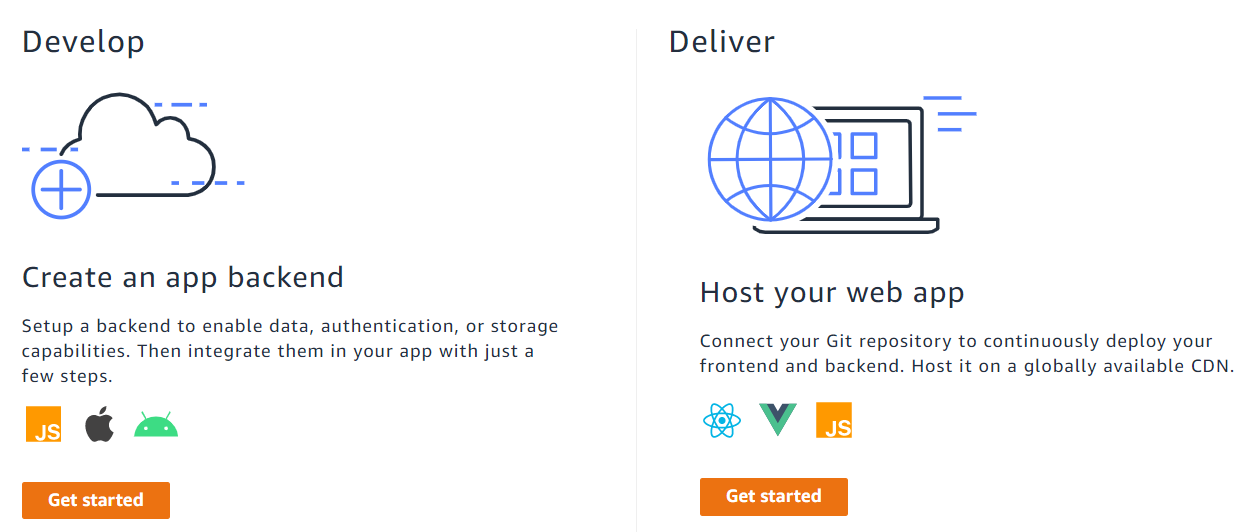 Develop
Create an app backend
Setup a backend to enable data, authentication, or storage
capabilities. Then integrate them in your app with just a
few steps.
JS
Get started
Deliver
Host your web app
Connect your Git repository to continuously deploy your
frontend and backend. Host it on a globally available CDN.
JS
Get started